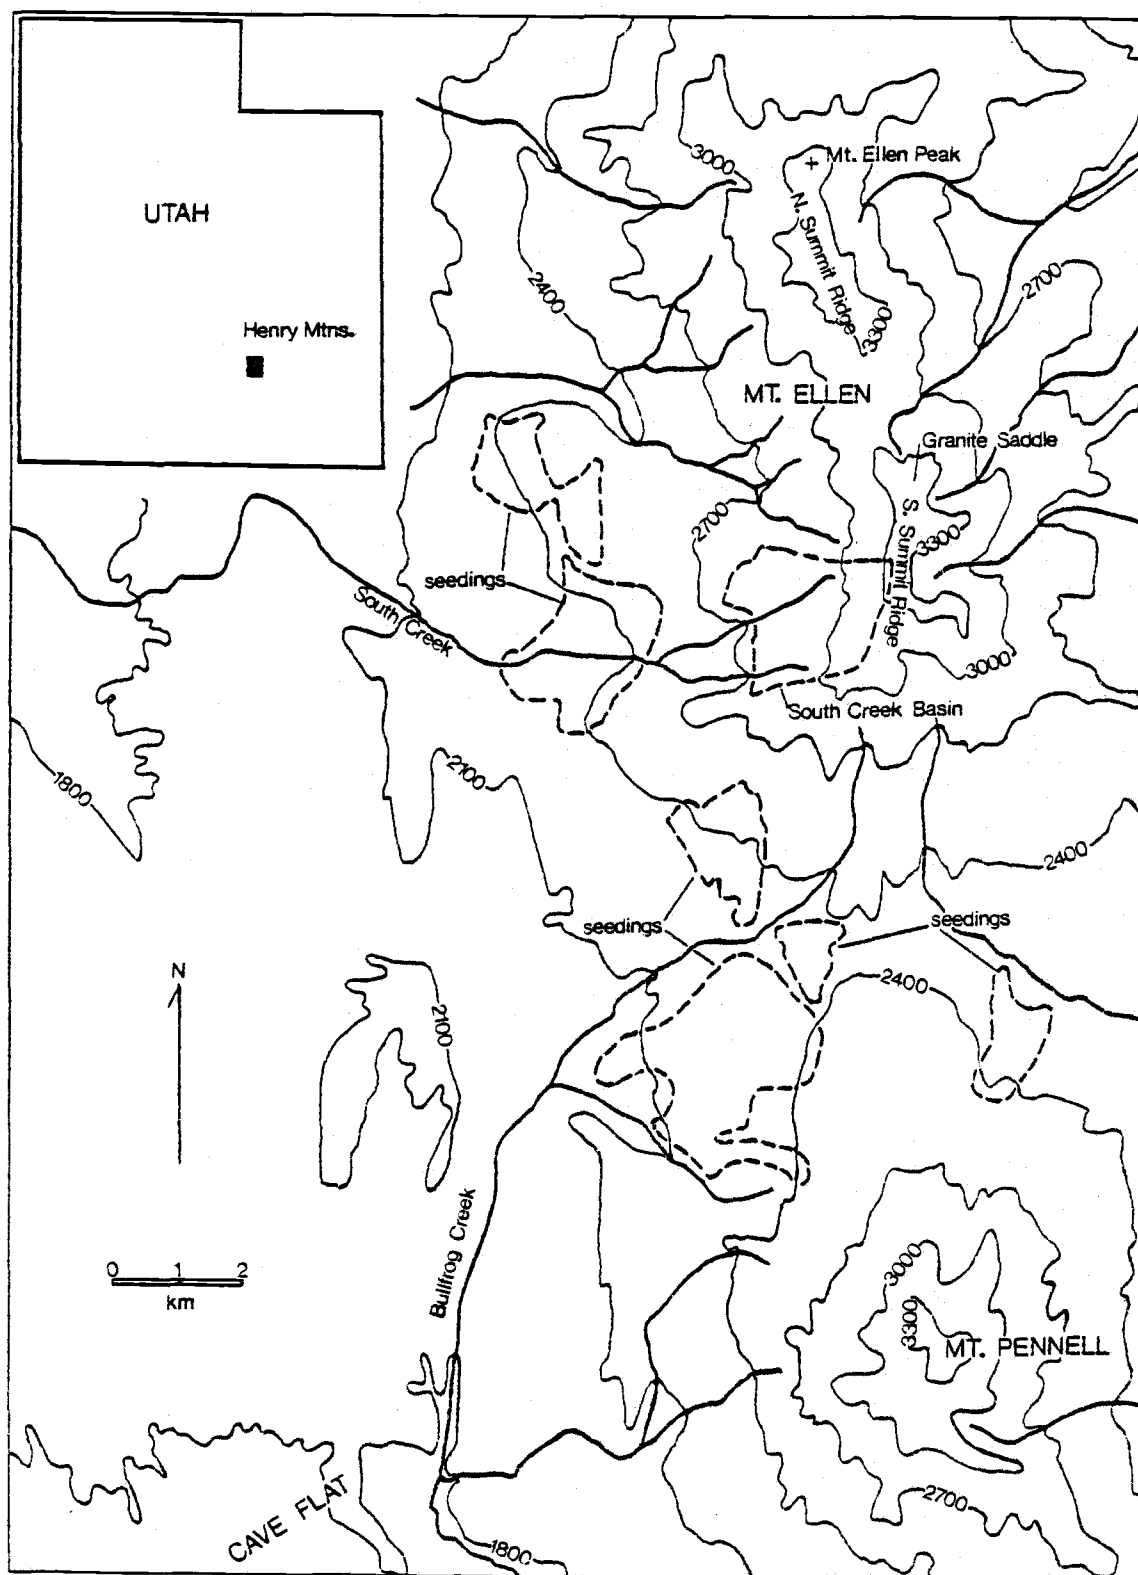 UTAH
Henry Mtns.
3000
Mt. Ellen Peak
N. Summit Ridge
2400
2700
3300
MT. ELLEN
Granite Saddle
2700
S. Summit Ridge
3300
seedings
South Creek
3000
South Creek Basin
1800
2100
2400
seedings
seedings
N
2400
2100
0 1 2
km
Bullfrog Creek
3000
3300
MT. PENNELL
2700
CAVE FLAT
1800